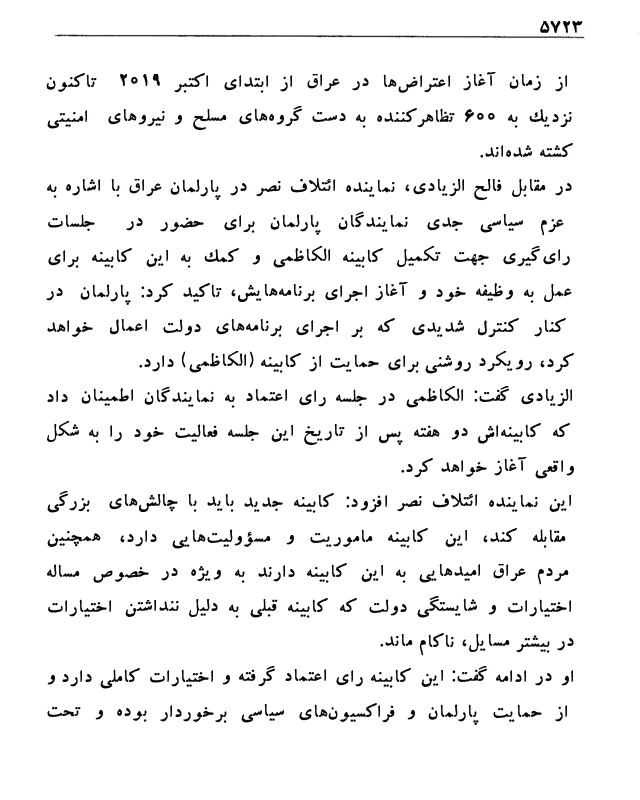 ۵۷۲۳
از زمان آغاز اعتراض‌ها در عراق از ابتدای اکتبر ۲۰۱۹ تاکنون
نزدیك به ۶۰۰ تظاهرکننده به دست گروه‌های مسلح و نیروهای امنیتی
کشته شده‌اند.
در مقابل فالح الزیادی، نماینده ائتلاف نصر در پارلمان عراق با اشاره به
عزم سیاسی جدی نمایندگان پارلمان برای حضور در جلسات
رای‌گیری جهت تکمیل کابینه الکاظمی و کمك به این کابینه برای
عمل به وظیفه خود و آغاز اجرای برنامه‌هایش، تاکید کرد: پارلمان در
کنار کنترل شدیدی که بر اجرای برنامه‌های دولت اعمال خواهد
کرد، رویکرد روشنی برای حمایت از کابینه (الکاظمی) دارد.
الزیادی گفت: الکاظمی در جلسه رای اعتماد به نمایندگان اطمینان داد
که کابینه‌اش دو هفته پس از تاریخ این جلسه فعالیت خود را به شکل
واقعی آغاز خواهد کرد.
این نماینده ائتلاف نصر افزود: کابینه جدید باید با چالش‌های بزرگی
مقابله کند، این کابینه ماموریت و مسؤولیت‌هایی دارد، همچنین
مردم عراق امیدهایی به این کابینه دارند به ویژه در خصوص مساله
اختیارات و شایستگی دولت که کابینه قبلی به دلیل ننداشتن اختیارات
در بیشتر مسایل، ناکام ماند.
او در ادامه گفت: این کابینه رای اعتماد گرفته و اختیارات کاملی دارد و
از حمایت پارلمان و فراکسیون‌های سیاسی برخوردار بوده و تحت